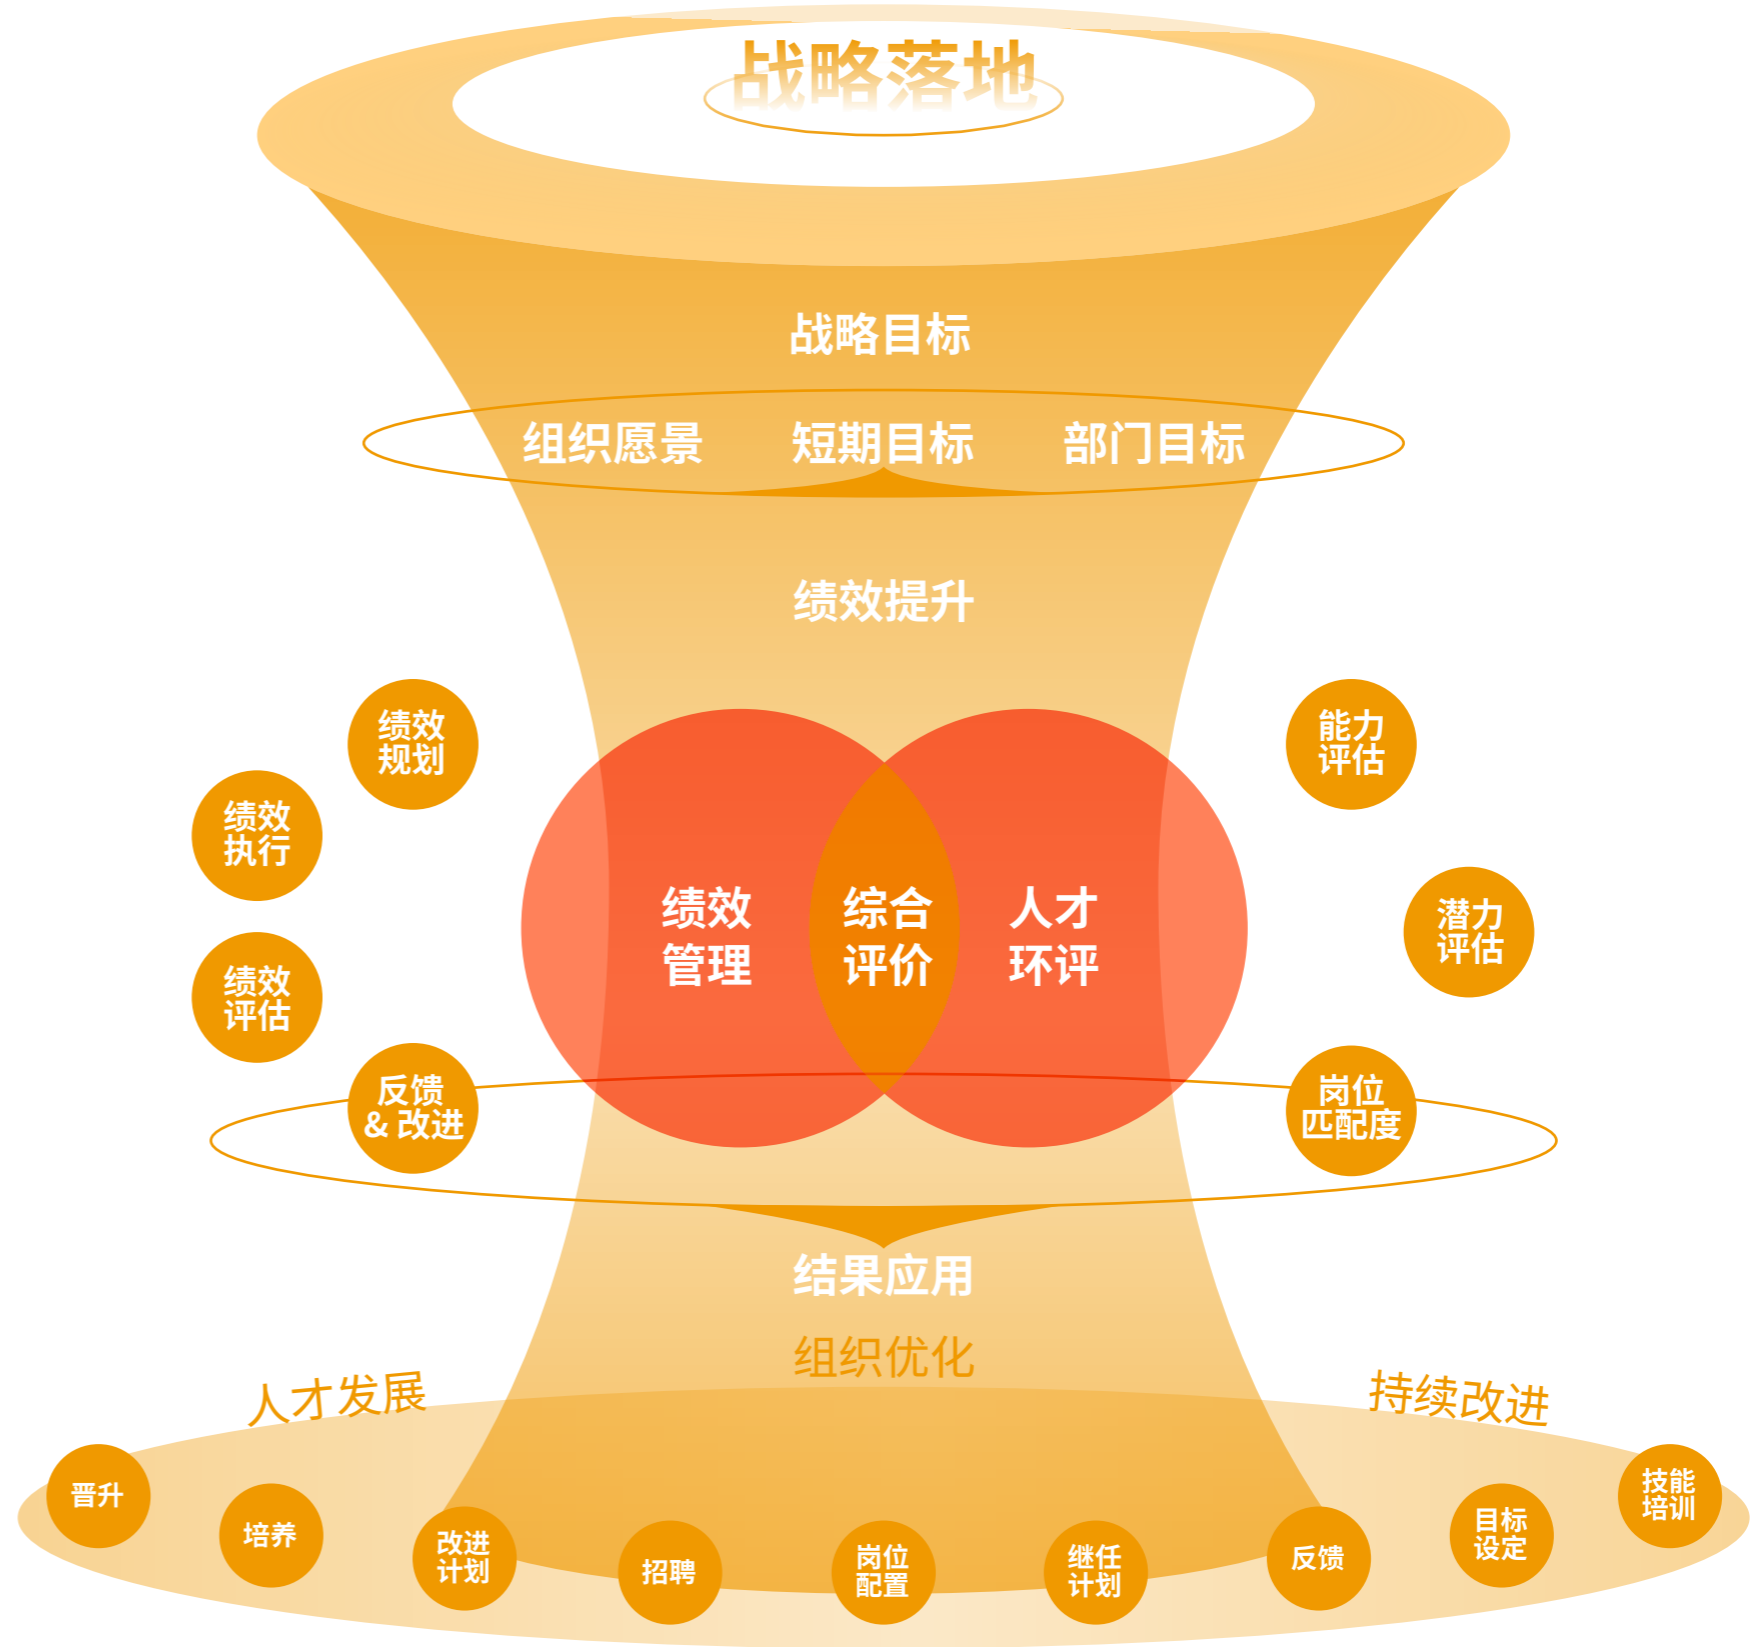 战略落地
战略目标
组织愿景 短期目标 部门目标
绩效提升
绩效
规划
绩效
执行
绩效
评估
反馈
& 改进
绩效
管理
综合
评价
人才
环评
能力
评估
潜力
评估
岗位
匹配度
结果应用
组织优化
人才发展
持续改进
晋升
培养
改进
计划
招聘
岗位
配置
继任
计划
反馈
目标
设定
技能
培训